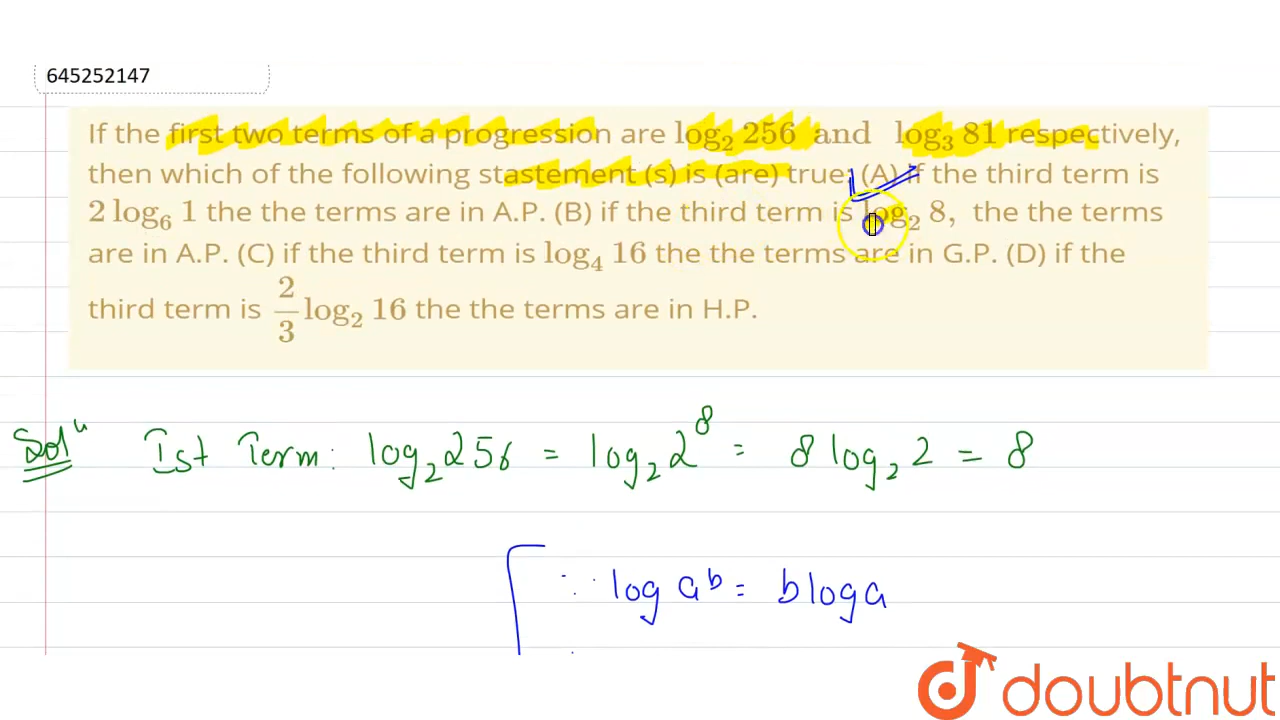 645252147
If the first two terms of a progression are log₂ 256 and log₃ 81 respectively,
then which of the following stastement (s) is (are) true: (A) if the third term is
2 log₆ 1 the the terms are in A.P. (B) if the third term is log₂ 8, the the terms
are in A.P. (C) if the third term is log₄ 16 the the terms are in G.P. (D) if the
third term is 2/3 log₂ 16 the the terms are in H.P.
Solⁿ Ist Term: log₂256 = log₂2⁸ = 8 log₂2 = 8
∵ log aᵇ = b log a
doubtnut